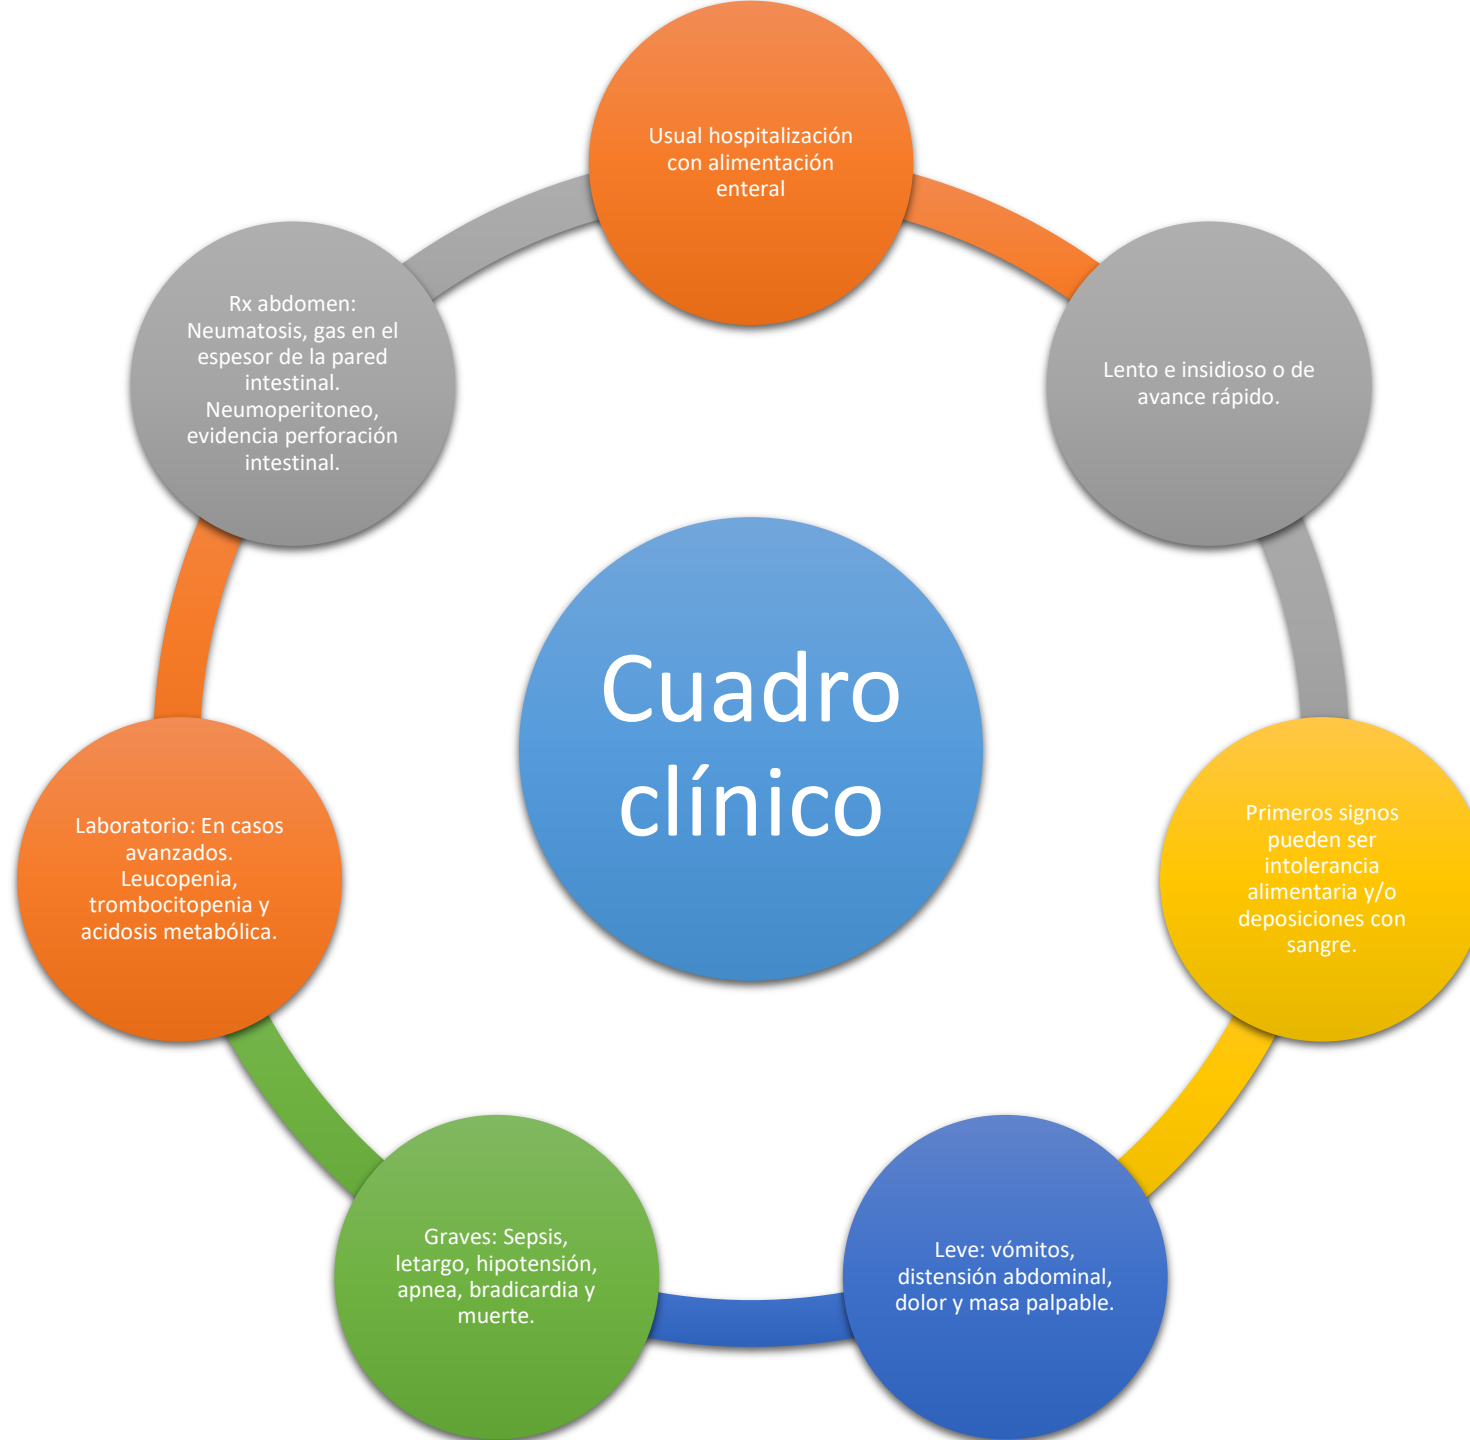 Usual hospitalización
con alimentación
enteral
Lento e insidioso o de
avance rápido.
Primeros signos
pueden ser
intolerancia
alimentaria y/o
deposiciones con
sangre.
Leve: vómitos,
distensión abdominal,
dolor y masa palpable.
Graves: Sepsis,
letargo, hipotensión,
apnea, bradicardia y
muerte.
Laboratorio: En casos
avanzados.
Leucopenia,
trombocitopenia y
acidosis metabólica.
Rx abdomen:
Neumatosis, gas en el
espesor de la pared
intestinal.
Neumoperitoneo,
evidencia perforación
intestinal.
Cuadro
clínico